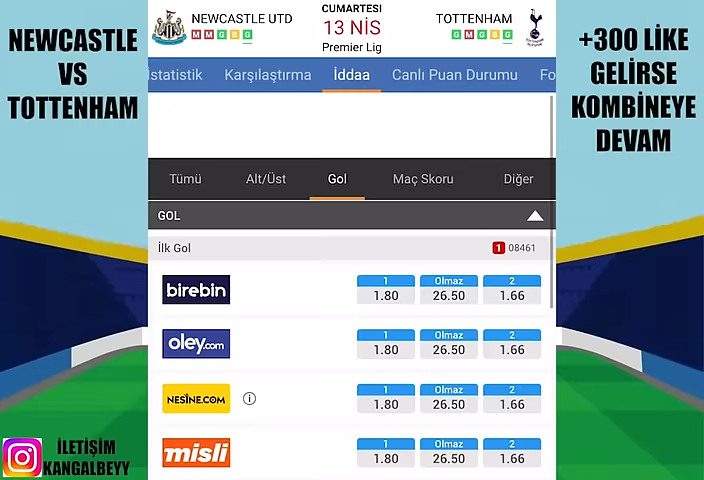 NEWCASTLE
VS
TOTTENHAM
NEWCASTLE UTD
M M G B G
CUMARTESI
13 NİS
Premier Lig
TOTTENHAM
G M G B G
+300 LİKE
GELİRSE
KOMBİNEYE
DEVAM
İstatistik Karşılaştırma İddaa Canlı Puan Durumu Fo
Tümü Alt/Üst Gol Maç Skoru Diğer
GOL
İlk Gol 1 08461
birebin 1 Olmaz 2
1.80 26.50 1.66
oley.com 1 Olmaz 2
1.80 26.50 1.66
NESİNE.COM i 1 Olmaz 2
1.80 26.50 1.66
misli 1 Olmaz 2
1.80 26.50 1.66
İLETİŞİM
KANGALBEYY